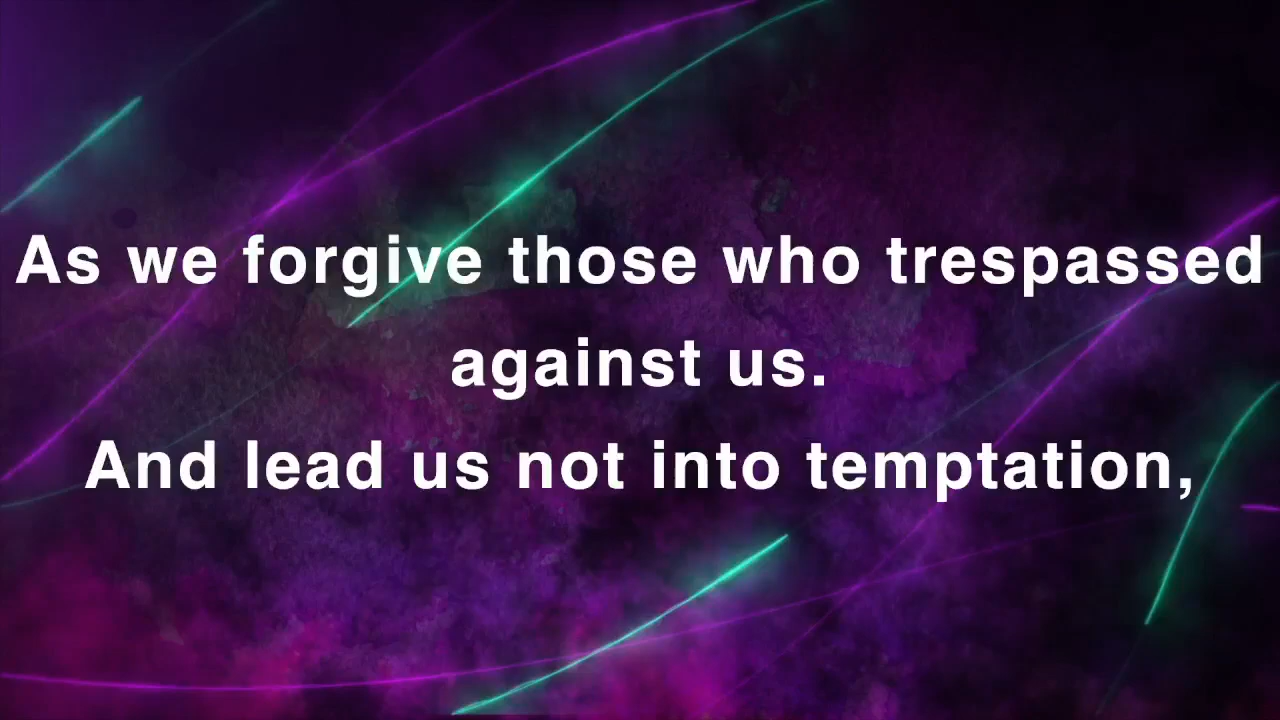 As we forgive those who trespassed
against us.
And lead us not into temptation,